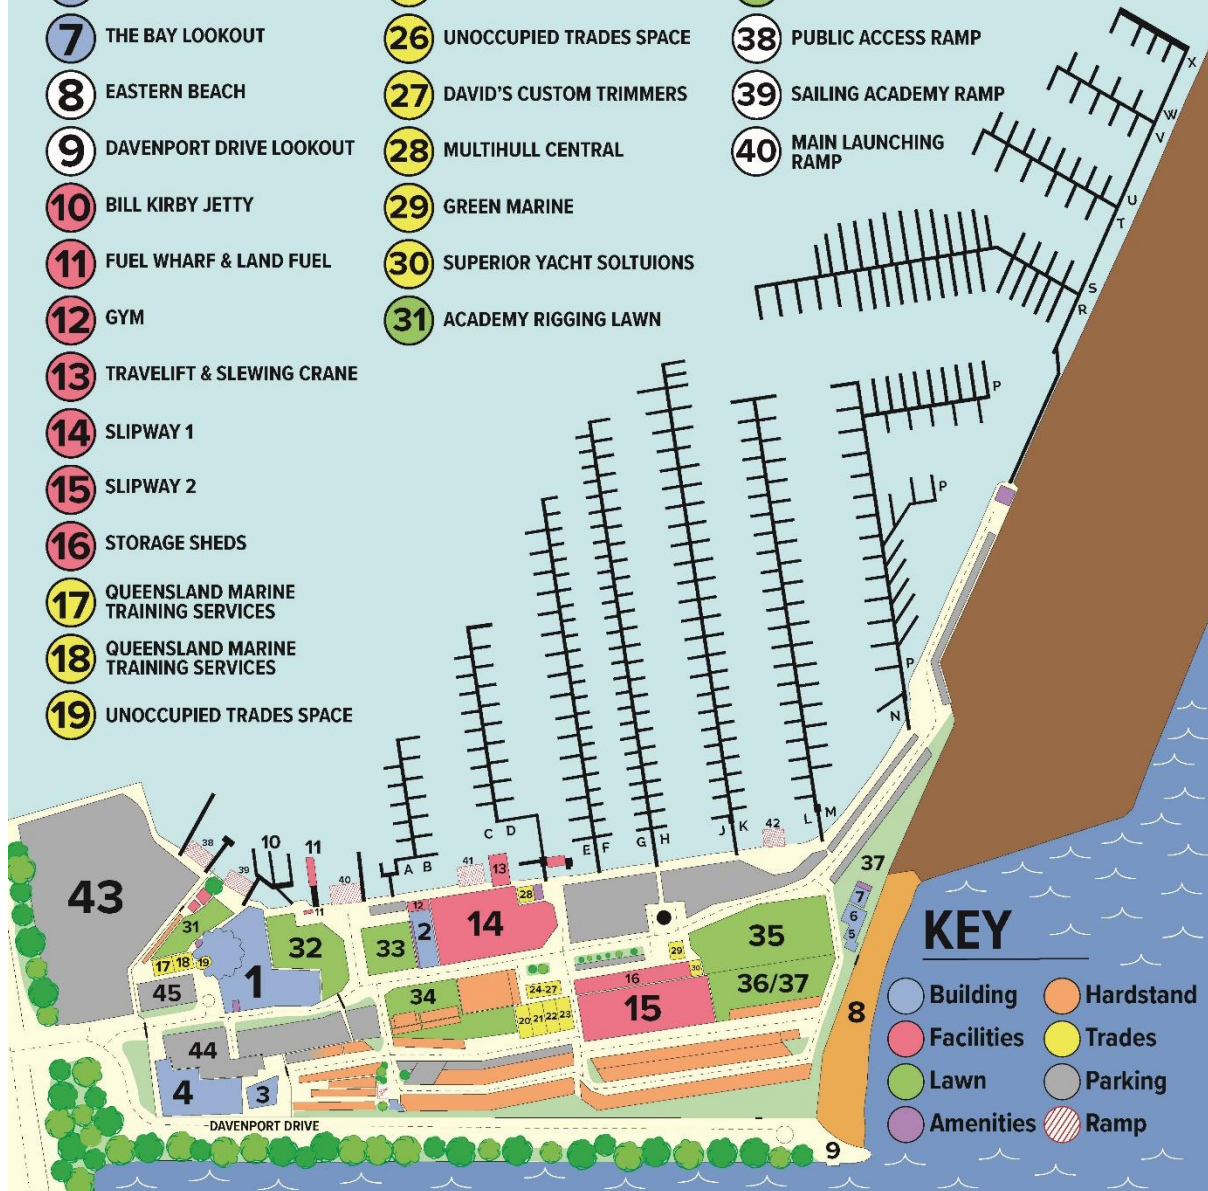 7 THE BAY LOOKOUT
8 EASTERN BEACH
9 DAVENPORT DRIVE LOOKOUT
10 BILL KIRBY JETTY
11 FUEL WHARF & LAND FUEL
12 GYM
13 TRAVELIFT & SLEWING CRANE
14 SLIPWAY 1
15 SLIPWAY 2
16 STORAGE SHEDS
17 QUEENSLAND MARINE
TRAINING SERVICES
18 QUEENSLAND MARINE
TRAINING SERVICES
19 UNOCCUPIED TRADES SPACE
26 UNOCCUPIED TRADES SPACE
27 DAVID'S CUSTOM TRIMMERS
28 MULTIHULL CENTRAL
29 GREEN MARINE
30 SUPERIOR YACHT SOLTUIONS
31 ACADEMY RIGGING LAWN
38 PUBLIC ACCESS RAMP
39 SAILING ACADEMY RAMP
40 MAIN LAUNCHING
RAMP
X
W
V
U
T
S
R
P
P
P
N
M
L
K
J
H
G
F
E
D
C
B
A
38
39
10
11
11
40
41
13
42
43
31
17 18 19
45
1
32
33
12
2
14
28
34
24-27
20 21 22 23
16
15
29
30
35
36/37
37
7
6
5
8
9
44
4
3
DAVENPORT DRIVE
KEY
Building
Hardstand
Facilities
Trades
Lawn
Parking
Amenities
Ramp